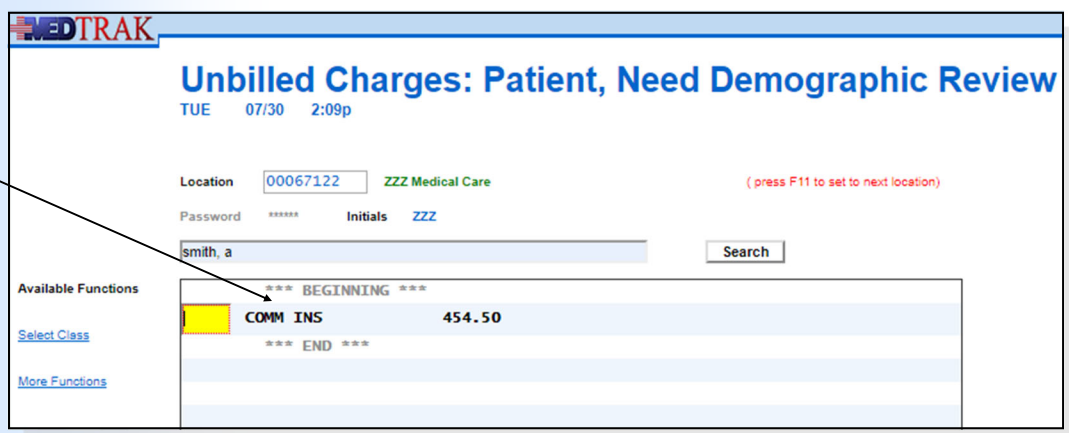 MEDTRAK
Unbilled Charges: Patient, Need Demographic Review
TUE 07/30 2:09p
Location 00067122 ZZZ Medical Care ( press F11 to set to next location)
Password ****** Initials ZZZ
smith, a Search
Available Functions
*** BEGINNING ***
COMM INS 454.50
Select Class
*** END ***
More Functions